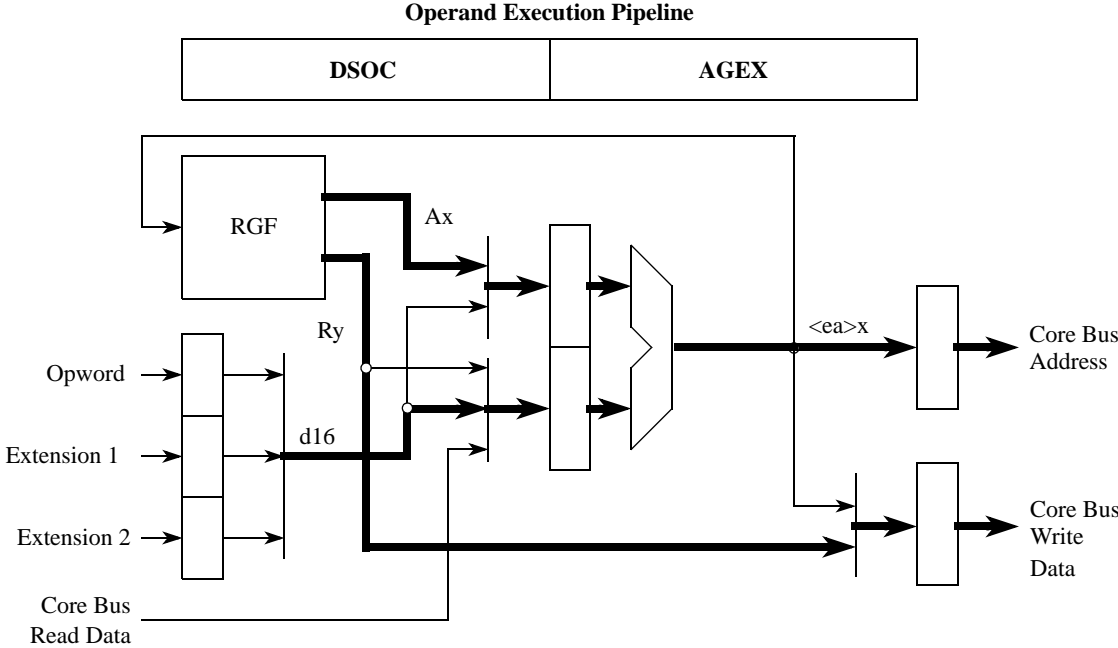 Operand Execution Pipeline
DSOC
AGEX
RGF
Ax
Ry
<ea>x
Core Bus
Address
Opword
d16
Extension 1
Extension 2
Core Bus
Write
Data
Core Bus
Read Data